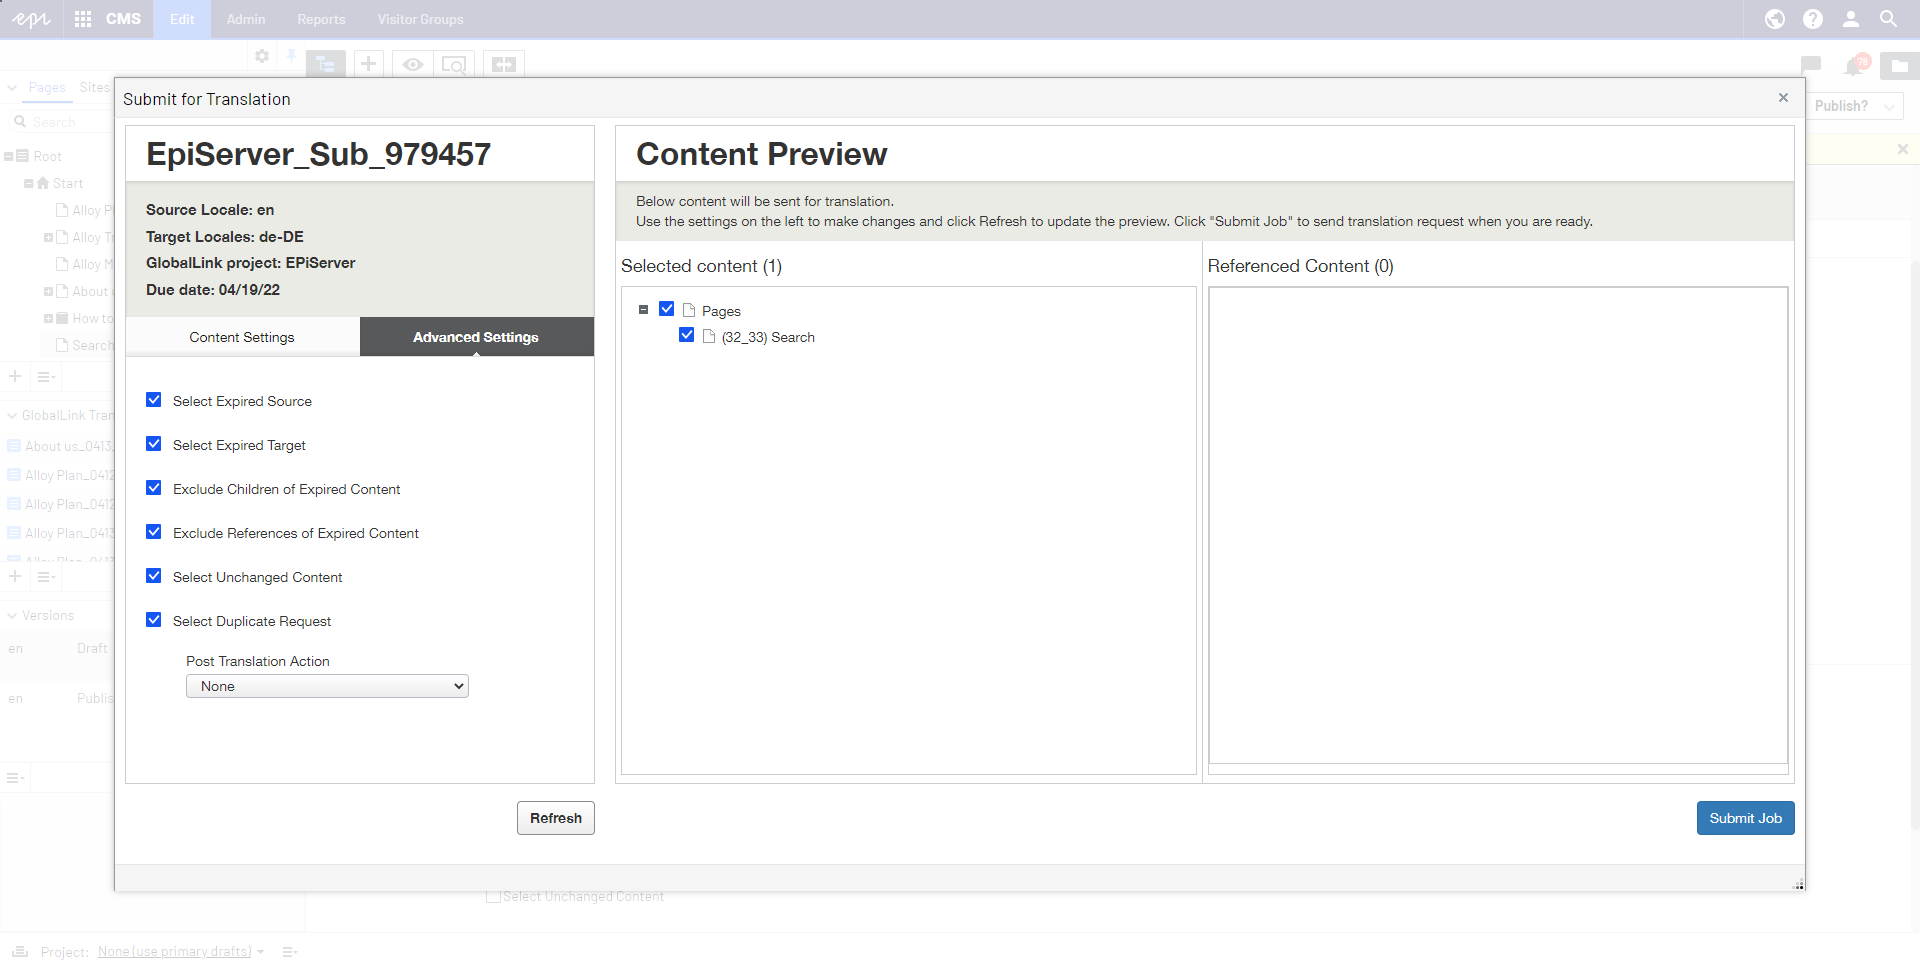 epi
CMS
Edit
Admin
Reports
Visitor Groups
78
Pages
Sites
Search
Publish?
Root
Start
Alloy Pl
Alloy Tr
Alloy M
About u
How to
Search
GlobalLink Tran
About us_0413_
Alloy Plan_0412
Alloy Plan_0412
Alloy Plan_0413
Alloy Plan_0413
Versions
en Draft
en Publis
Submit for Translation
EpiServer_Sub_979457
Source Locale: en
Target Locales: de-DE
GlobalLink project: EPiServer
Due date: 04/19/22
Content Settings
Advanced Settings
Select Expired Source
Select Expired Target
Exclude Children of Expired Content
Exclude References of Expired Content
Select Unchanged Content
Select Duplicate Request
Post Translation Action
None
Refresh
Content Preview
Below content will be sent for translation.
Use the settings on the left to make changes and click Refresh to update the preview. Click "Submit Job" to send translation request when you are ready.
Selected content (1)
Pages
(32_33) Search
Referenced Content (0)
Submit Job
Select Unchanged Content
Project: None (use primary drafts)